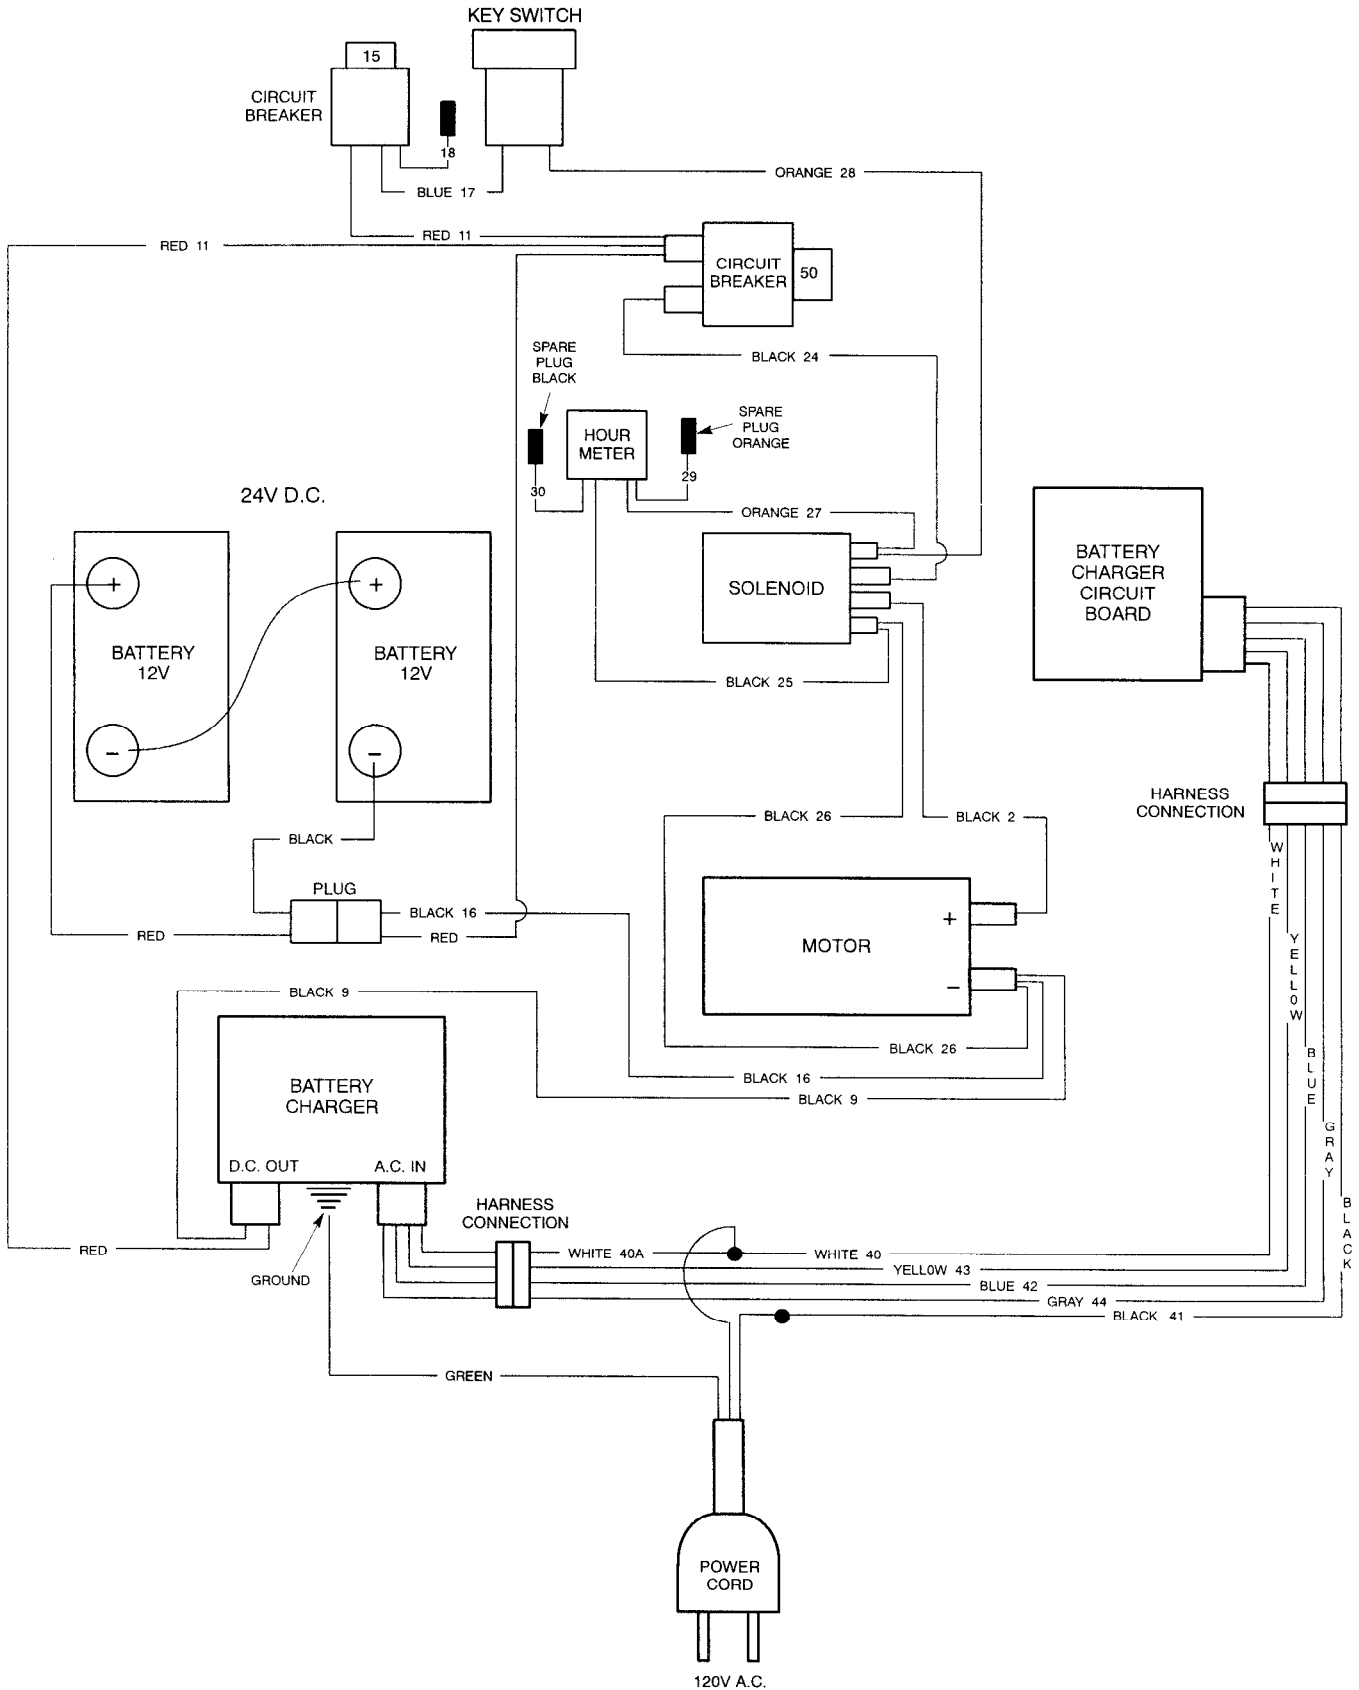 KEY SWITCH
15
CIRCUIT
BREAKER
18
BLUE 17
ORANGE 28
RED 11
RED 11
CIRCUIT
BREAKER
50
BLACK 24
SPARE
PLUG
BLACK
SPARE
PLUG
ORANGE
HOUR
METER
30
29
ORANGE 27
24V D.C.
+
+
BATTERY
12V
BATTERY
12V
–
–
SOLENOID
BATTERY
CHARGER
CIRCUIT
BOARD
BLACK 25
HARNESS
CONNECTION
BLACK 26
BLACK 2
BLACK
PLUG
BLACK 16
RED
RED
MOTOR
+
–
WHITE
YELL0W
BLUE
GRAY
BLACK
BLACK 9
BLACK 26
BLACK 16
BLACK 9
BATTERY
CHARGER
D.C. OUT
A.C. IN
HARNESS
CONNECTION
RED
GROUND
WHITE 40A
WHITE 40
YELL0W 43
BLUE 42
GRAY 44
BLACK 41
GREEN
POWER
CORD
120V A.C.